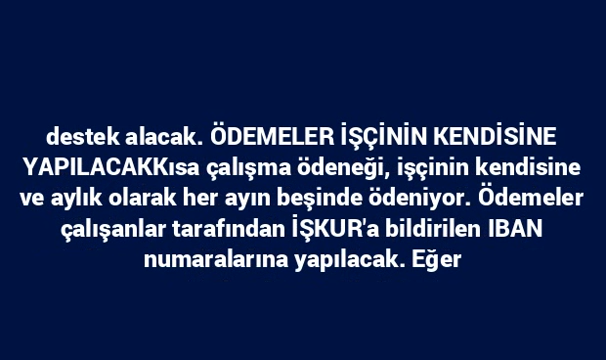 destek alacak. ÖDEMELER İŞÇİNİN KENDİSİNE
YAPILACAKKısa çalışma ödeneği, işçinin kendisine
ve aylık olarak her ayın beşinde ödeniyor. Ödemeler
çalışanlar tarafından İŞKUR'a bildirilen IBAN
numaralarına yapılacak. Eğer